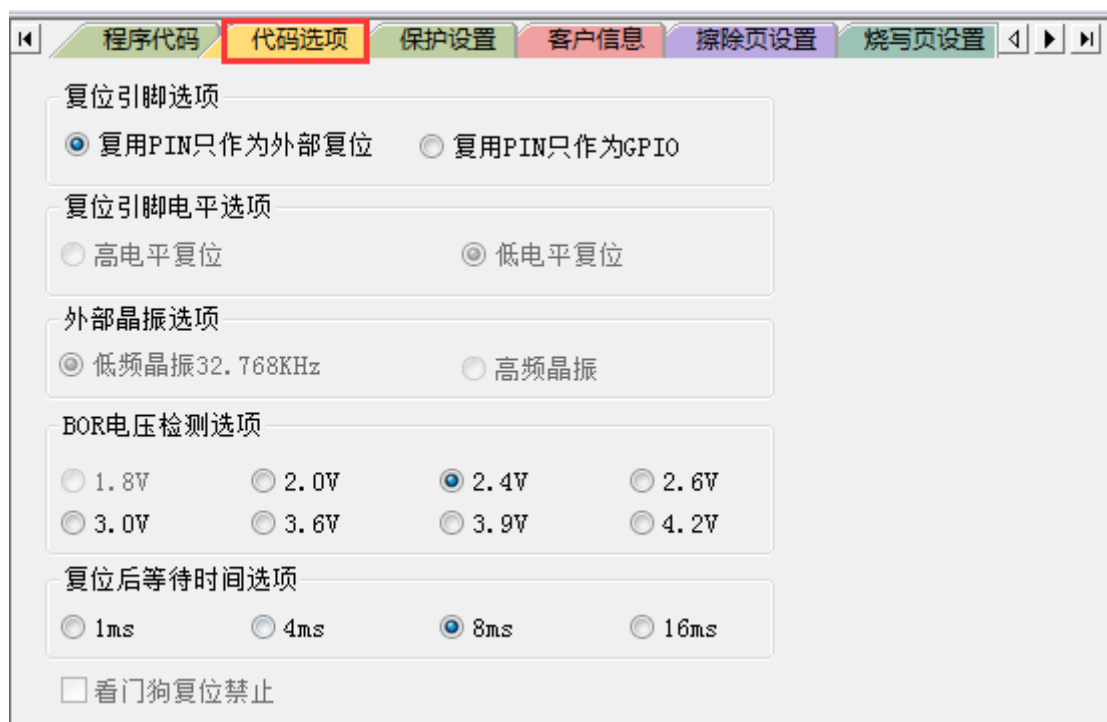 程序代码 代码选项 保护设置 客户信息 擦除页设置 烧写页设置
复位引脚选项
复用PIN只作为外部复位 复用PIN只作为GPIO
复位引脚电平选项
高电平复位 低电平复位
外部晶振选项
低频晶振32.768KHz 高频晶振
BOR电压检测选项
1.8V 2.0V 2.4V 2.6V
3.0V 3.6V 3.9V 4.2V
复位后等待时间选项
1ms 4ms 8ms 16ms
看门狗复位禁止